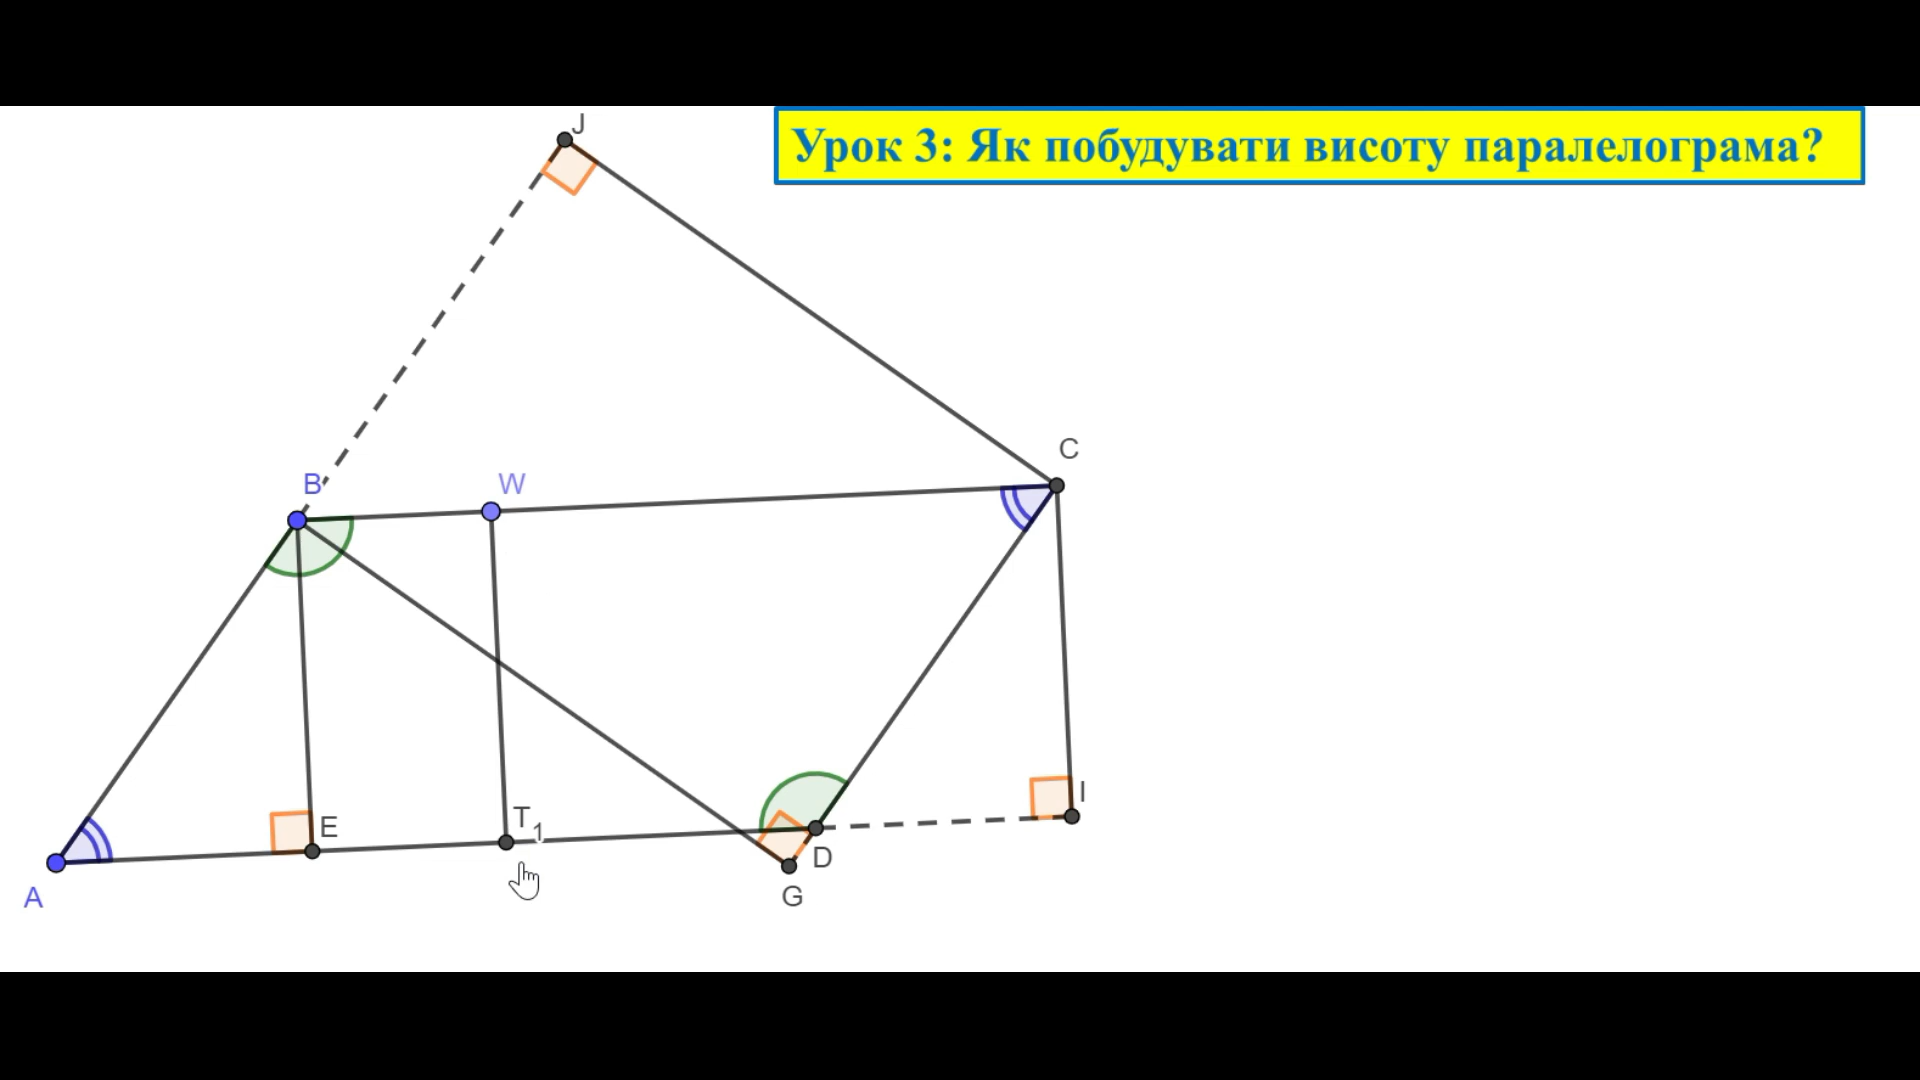 J
Урок 3: Як побудувати висоту паралелограма?
C
B
W
I
T1
E
D
A
G